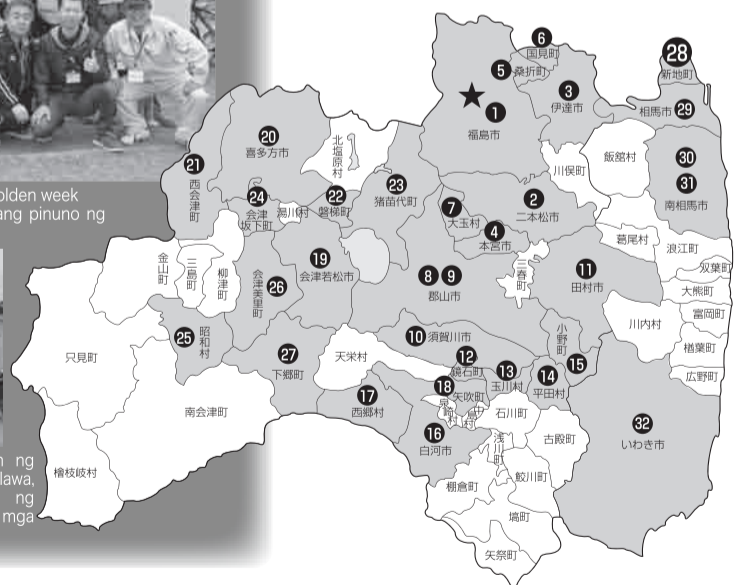 olden week
ang pinuno ng
n ng
lawa,
ng
mga
★
1
福島市
2
二本松市
3
伊達市
4
本宮市
5
桑折町
6
国見町
7
大玉村
8 9
郡山市
10 須賀川市
11
田村市
12
鏡石町
13
玉川村
14
平田村
15
小野町
16
白河市
17
西郷村
18
矢吹町
19
会津若松市
20
喜多方市
21
西会津町
22
磐梯町
23
猪苗代町
24
会津
坂下町
25
昭和村
26
会津美里町
27
下郷町
28
新地町
相馬市 29
30
31
南相馬市
32
いわき市
北塩原村
湯川村
金山町
三島町
柳津町
只見町
南会津町
檜枝岐村
天栄村
泉崎村
中島村
石川町
浅川町
古殿町
棚倉町
鮫川村
塙町
矢祭町
三春町
川俣町
飯舘村
葛尾村
浪江町
双葉町
大熊町
富岡町
川内村
楢葉町
広野町